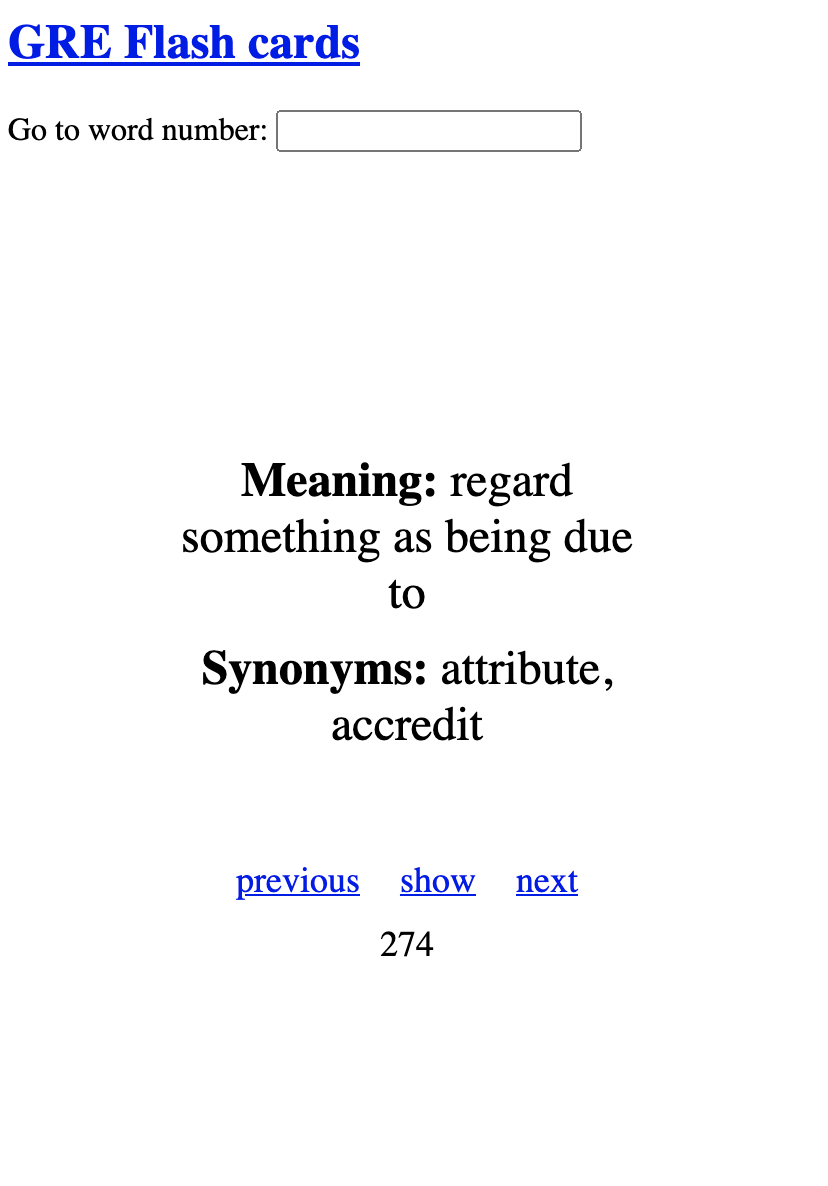 GRE Flash cards
Go to word number:
Meaning: regard
something as being due
to
Synonyms: attribute,
accredit
previous show next
274